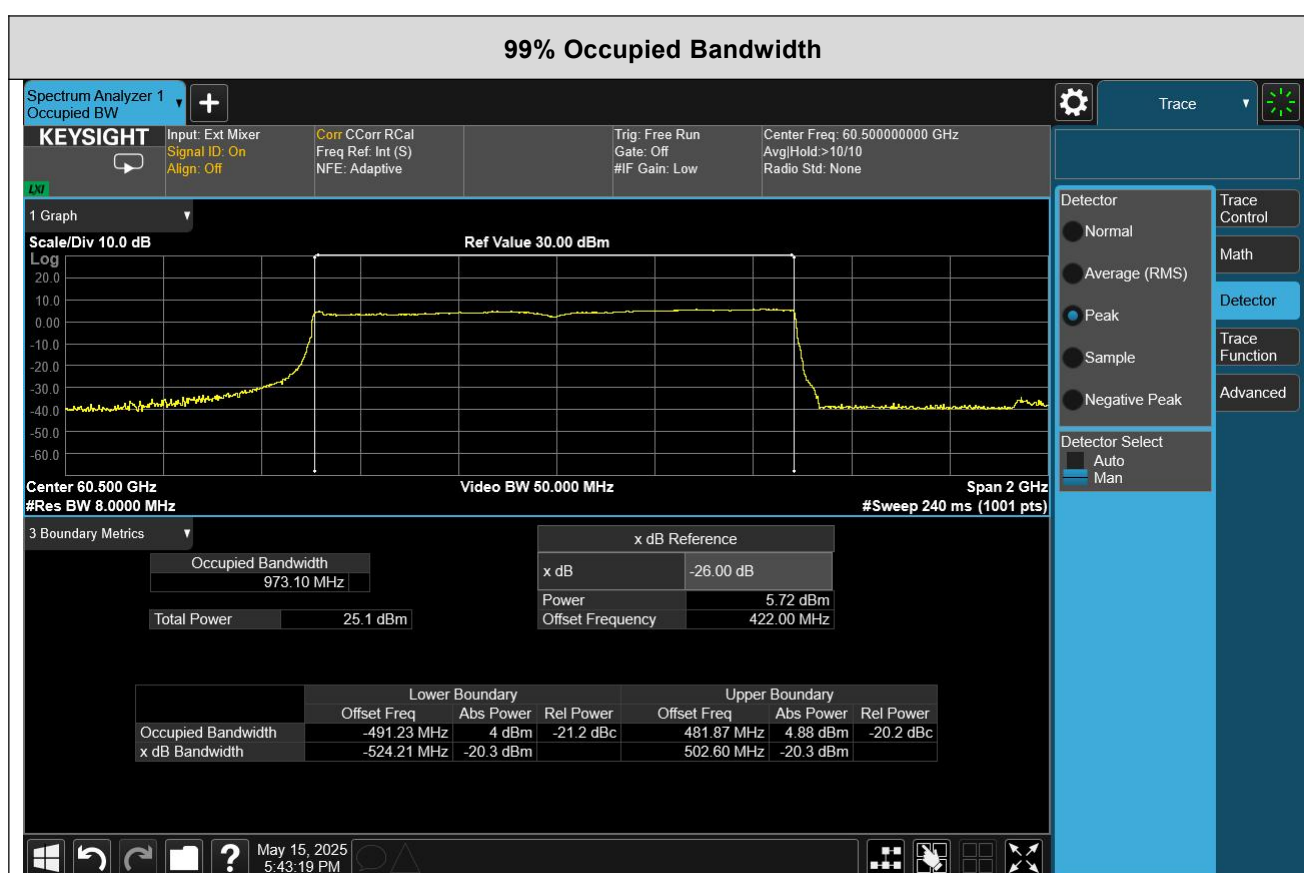 99% Occupied Bandwidth
Spectrum Analyzer 1
Occupied BW
Trace
KEYSIGHT
LXI
Input: Ext Mixer
Signal ID: On
Align: Off
Corr CCorr RCal
Freq Ref: Int (S)
NFE: Adaptive
Trig: Free Run
Gate: Off
#IF Gain: Low
Center Freq: 60.500000000 GHz
Avg|Hold:>10/10
Radio Std: None
1 Graph
Scale/Div 10.0 dB
Ref Value 30.00 dBm
Log
20.0
10.0
0.00
-10.0
-20.0
-30.0
-40.0
-50.0
-60.0
Center 60.500 GHz
Video BW 50.000 MHz
Span 2 GHz
#Res BW 8.0000 MHz
#Sweep 240 ms (1001 pts)
Detector
Normal
Average (RMS)
Peak
Sample
Negative Peak
Detector Select
Auto
Man
Trace
Control
Math
Detector
Trace
Function
Advanced
3 Boundary Metrics
Occupied Bandwidth
973.10 MHz
Total Power 25.1 dBm
x dB Reference
x dB -26.00 dB
Power 5.72 dBm
Offset Frequency 422.00 MHz
Lower Boundary Upper Boundary
Offset Freq Abs Power Rel Power Offset Freq Abs Power Rel Power
Occupied Bandwidth -491.23 MHz 4 dBm -21.2 dBc 481.87 MHz 4.88 dBm -20.2 dBc
x dB Bandwidth -524.21 MHz -20.3 dBm 502.60 MHz -20.3 dBm
?
May 15, 2025
5:43:19 PM